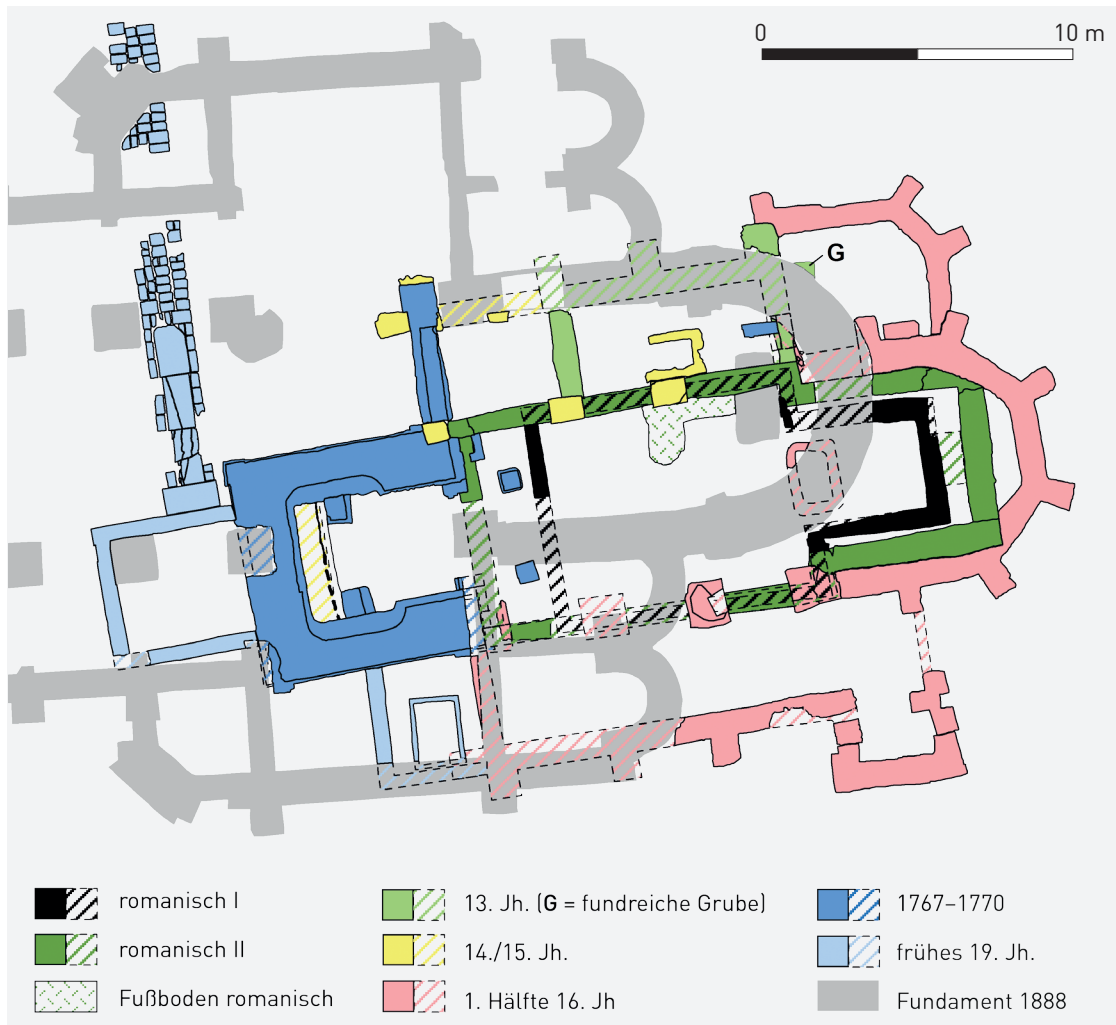 0 10 m
G
romanisch I
romanisch II
Fußboden romanisch
13. Jh. (G = fundreiche Grube)
14./15. Jh.
1. Hälfte 16. Jh
1767–1770
frühes 19. Jh.
Fundament 1888